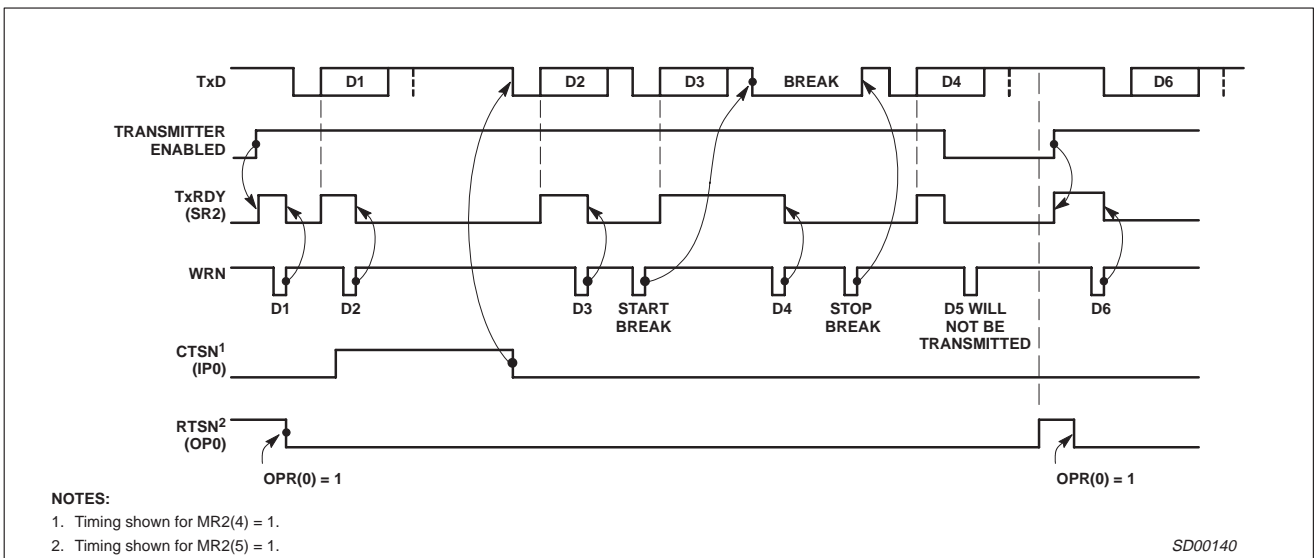 TxD
D1
D2
D3
BREAK
D4
D6
TRANSMITTER
ENABLED
TxRDY
(SR2)
WRN
D1
D2
D3
START
BREAK
D4
STOP
BREAK
D5 WILL
NOT BE
TRANSMITTED
D6
CTSN1
(IP0)
RTSN2
(OP0)
OPR(0) = 1
OPR(0) = 1
NOTES:
1. Timing shown for MR2(4) = 1.
2. Timing shown for MR2(5) = 1.
SD00140